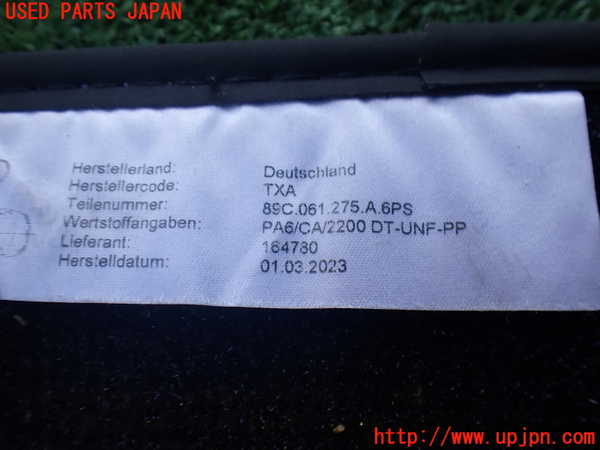 USED PARTS JAPAN
Herstellerland: Deutschland
Herstellercode: TXA
Teilenummer: 89C.061.275.A.6PS
Wertstoffangaben: PA6/CA/2200 DT-UNF-PP
Lieferant: 164780
Herstelldatum: 01.03.2023
http://www.upjpn.com/